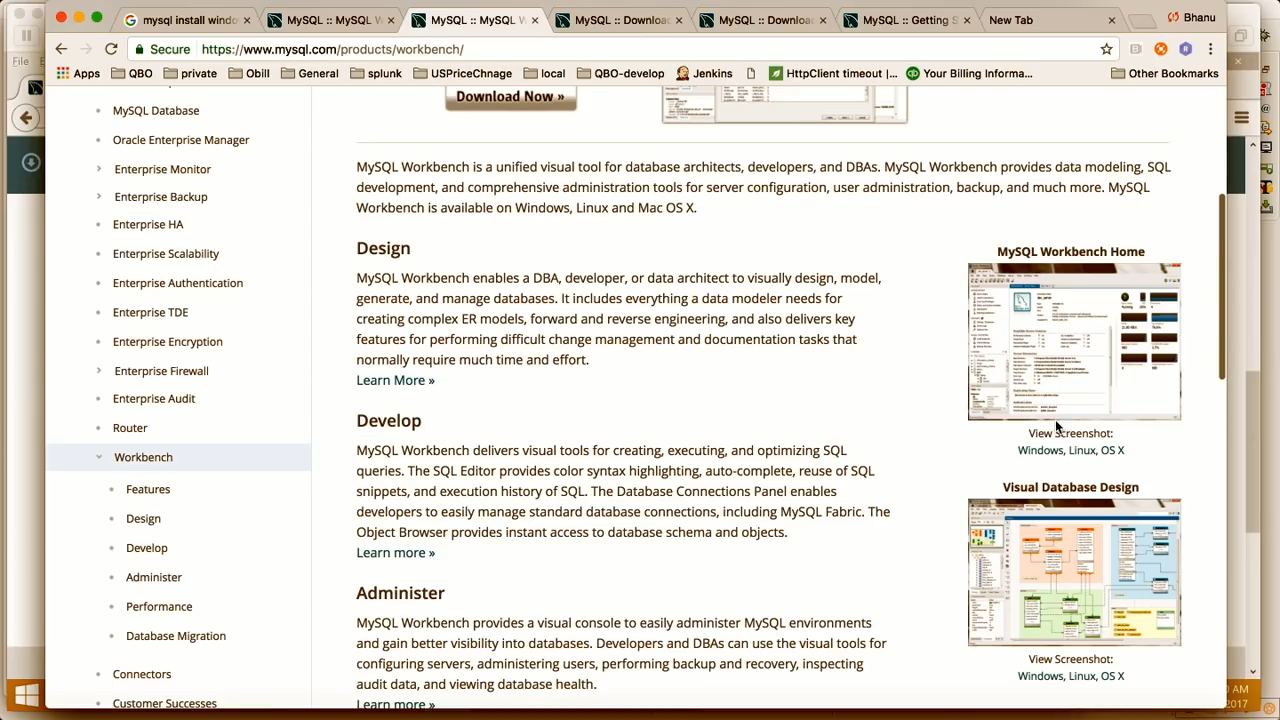 mysql install windo
MySQL :: MySQL W
MySQL :: MySQL W
MySQL :: Downloa
MySQL :: Downloa
MySQL :: Getting S
New Tab
Bhanu
Secure
https://www.mysql.com/products/workbench/
Apps
QBO
private
Obill
General
splunk
USPriceChnage
local
QBO-develop
Jenkins
HttpClient timeout |...
Your Billing Informa...
Other Bookmarks
File
MySQL Database
Oracle Enterprise Manager
Enterprise Monitor
Enterprise Backup
Enterprise HA
Enterprise Scalability
Enterprise Authentication
Enterprise TDE
Enterprise Encryption
Enterprise Firewall
Enterprise Audit
Router
Workbench
Features
Design
Develop
Administer
Performance
Database Migration
Connectors
Customer Successes
Download Now »
MySQL Workbench is a unified visual tool for database architects, developers, and DBAs. MySQL Workbench provides data modeling, SQL
development, and comprehensive administration tools for server configuration, user administration, backup, and much more. MySQL
Workbench is available on Windows, Linux and Mac OS X.
Design
MySQL Workbench enables a DBA, developer, or data architect to visually design, model,
generate, and manage databases. It includes everything a data modeler needs for
creating complex ER models, forward and reverse engineering, and also delivers key
features for performing difficult change management and documentation tasks that
normally require much time and effort.
Learn More »
Develop
MySQL Workbench delivers visual tools for creating, executing, and optimizing SQL
queries. The SQL Editor provides color syntax highlighting, auto-complete, reuse of SQL
snippets, and execution history of SQL. The Database Connections Panel enables
developers to easily manage standard database connections, including MySQL Fabric. The
Object Browser provides instant access to database schema and objects.
Learn more »
Administer
MySQL Workbench provides a visual console to easily administer MySQL environments
and gain better visibility into databases. Developers and DBAs can use the visual tools for
configuring servers, administering users, performing backup and recovery, inspecting
audit data, and viewing database health.
Learn more »
MySQL Workbench Home
View Screenshot:
Windows, Linux, OS X
Visual Database Design
View Screenshot:
Windows, Linux, OS X
AM
2017